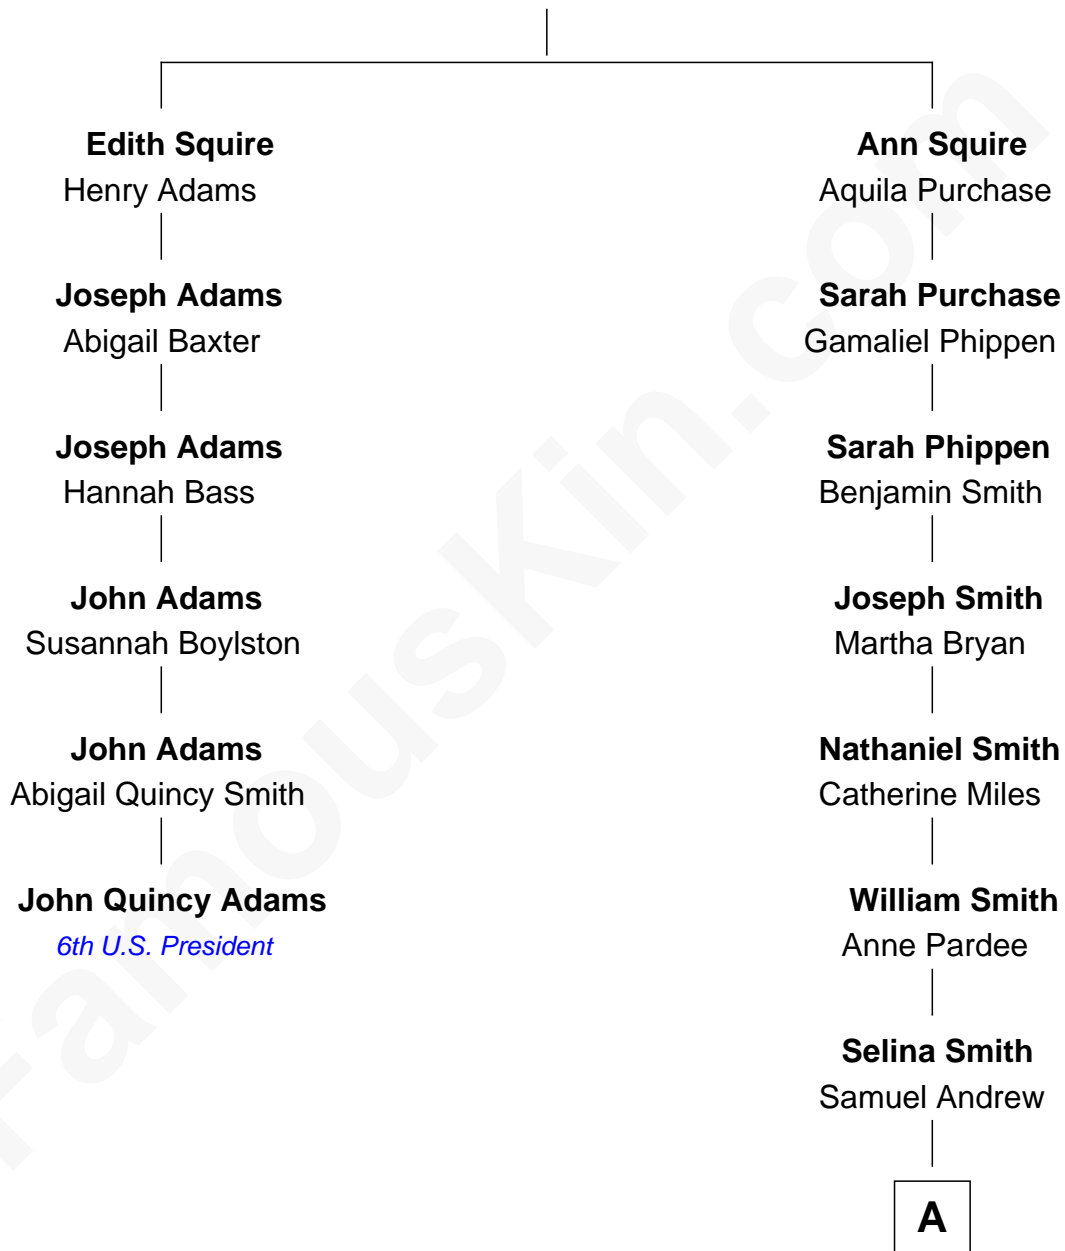 Edith Squire
Henry Adams
Joseph Adams
Abigail Baxter
Joseph Adams
Hannah Bass
John Adams
Susannah Boylston
John Adams
Abigail Quincy Smith
John Quincy Adams
6th U.S. President
Ann Squire
Aquila Purchase
Sarah Purchase
Gamaliel Phippen
Sarah Phippen
Benjamin Smith
Joseph Smith
Martha Bryan
Nathaniel Smith
Catherine Miles
William Smith
Anne Pardee
Selina Smith
Samuel Andrew
A
FamousKin.com